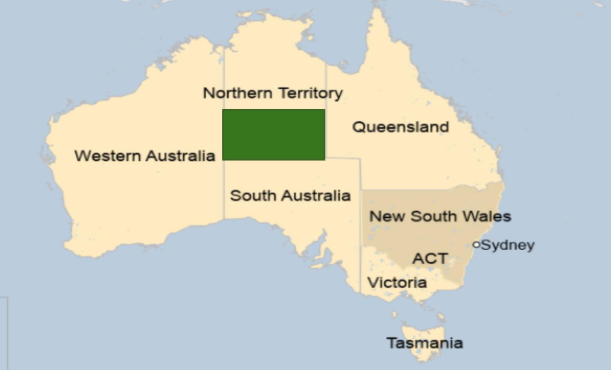 Northern Territory
Queensland
Western Australia
South Australia
New South Wales
Sydney
ACT
Victoria
Tasmania